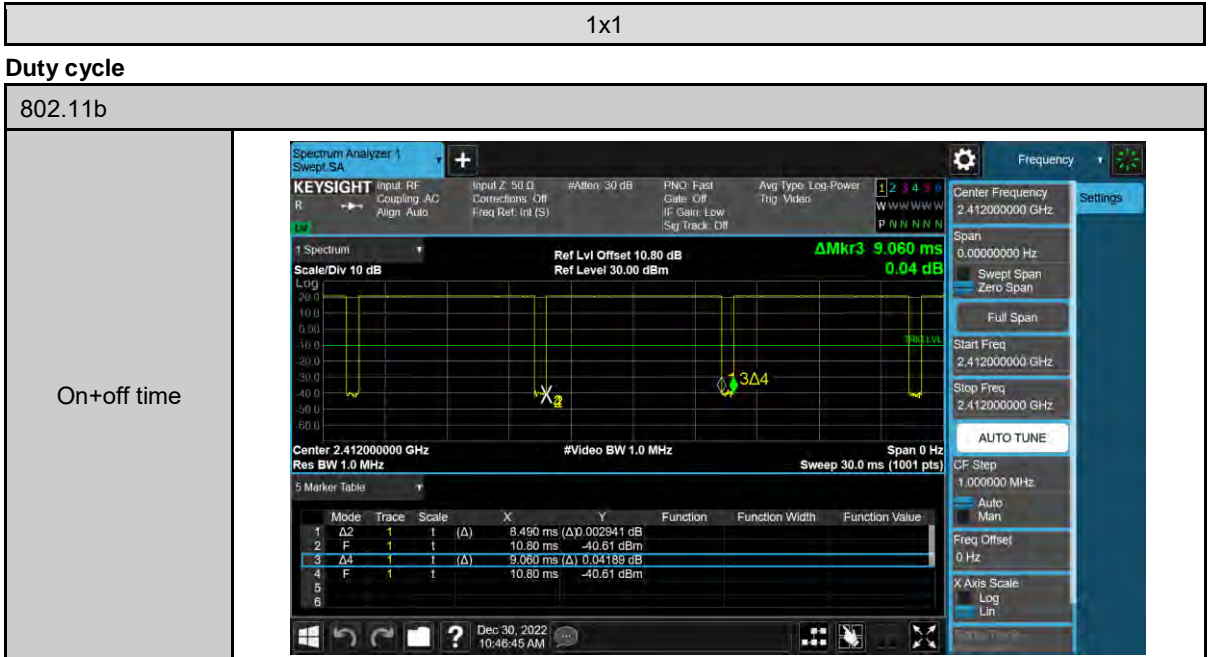 1x1
Duty cycle
802.11b
On+off time
Spectrum Analyzer 1
Swept SA
Frequency
KEYSIGHT Input: RF Input Z: 50 Ω #Atten: 30 dB PNO: Fast Avg Type: Log-Power 1 2 3 4 5 6
R Coupling: AC Corrections: Off Gate: Off Trig: Video W W W W W W
Align: Auto Freq Ref: Int (S) IF Gain: Low
Sig Track: Off P N N N N N
Center Frequency
2.412000000 GHz
Settings
Span
0.00000000 Hz
Swept Span
Zero Span
Full Span
Start Freq
2.412000000 GHz
Stop Freq
2.412000000 GHz
AUTO TUNE
CF Step
1.000000 MHz
Auto
Man
Freq Offset
0 Hz
X Axis Scale
Log
Lin
1 Spectrum
Ref Lvl Offset 10.80 dB ΔMkr3 9.060 ms
Scale/Div 10 dB Ref Level 30.00 dBm 0.04 dB
Log
20.0
10.0
0.00
-10.0
TRIG LVL
-20.0
-30.0
3Δ4
-40.0
-50.0
-60.0
Center 2.412000000 GHz #Video BW 1.0 MHz Span 0 Hz
Res BW 1.0 MHz Sweep 30.0 ms (1001 pts)
5 Marker Table
Mode Trace Scale X Y Function Function Width Function Value
1 Δ2 1 t (Δ) 8.490 ms (Δ) 0.002941 dB
2 F 1 t 10.80 ms -40.61 dBm
3 Δ4 1 t (Δ) 9.060 ms (Δ) 0.04189 dB
4 F 1 t 10.80 ms -40.61 dBm
5
6
? Dec 30, 2022
10:46:45 AM